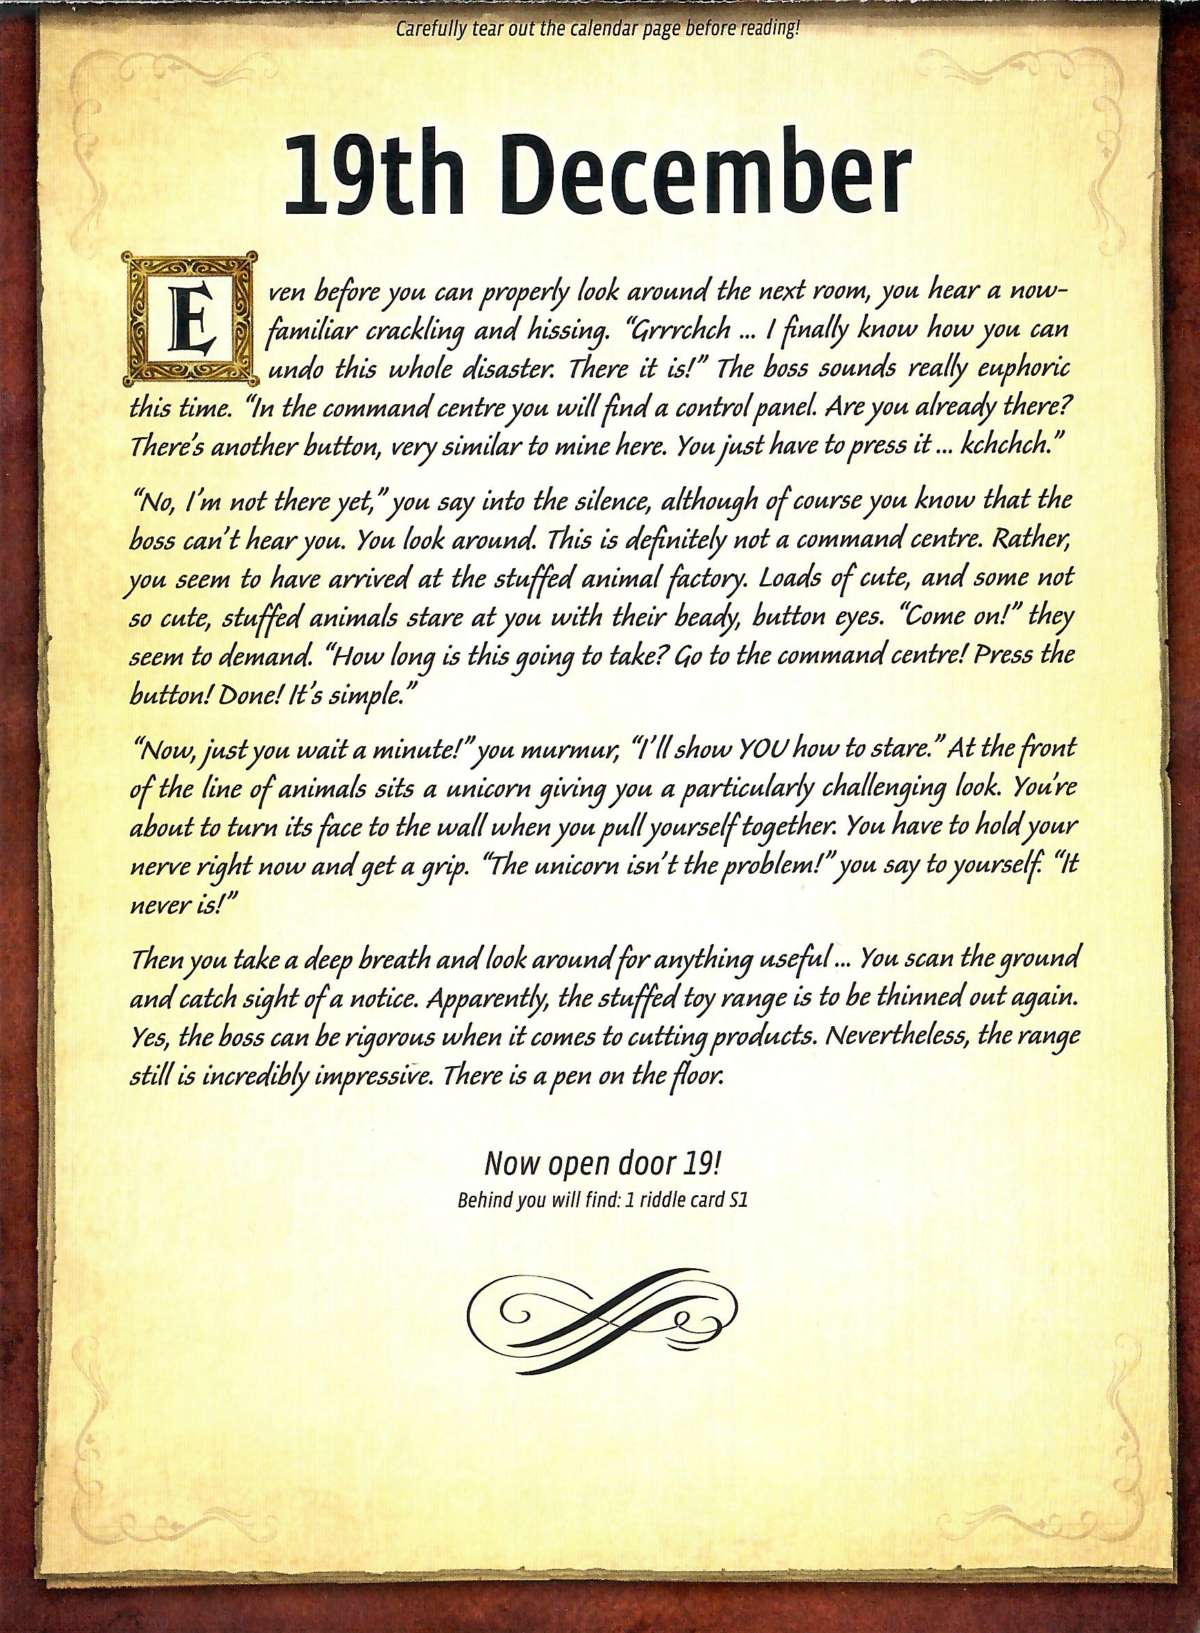 Carefully tear out the calendar page before reading!
19th December
Even before you can properly look around the next room, you hear a now-
familiar crackling and hissing. “Grrrchch ... I finally know how you can
undo this whole disaster. There it is!” The boss sounds really euphoric
this time. “In the command centre you will find a control panel. Are you already there?
There’s another button, very similar to mine here. You just have to press it ... kchchch.”
“No, I’m not there yet,” you say into the silence, although of course you know that the
boss can’t hear you. You look around. This is definitely not a command centre. Rather,
you seem to have arrived at the stuffed animal factory. Loads of cute, and some not
so cute, stuffed animals stare at you with their beady, button eyes. “Come on!” they
seem to demand. “How long is this going to take? Go to the command centre! Press the
button! Done! It’s simple.”
“Now, just you wait a minute!” you murmur, “I’ll show YOU how to stare.” At the front
of the line of animals sits a unicorn giving you a particularly challenging look. You’re
about to turn its face to the wall when you pull yourself together. You have to hold your
nerve right now and get a grip. “The unicorn isn’t the problem!” you say to yourself. “It
never is!”
Then you take a deep breath and look around for anything useful ... You scan the ground
and catch sight of a notice. Apparently, the stuffed toy range is to be thinned out again.
Yes, the boss can be rigorous when it comes to cutting products. Nevertheless, the range
still is incredibly impressive. There is a pen on the floor.
Now open door 19!
Behind you will find: 1 riddle card S1